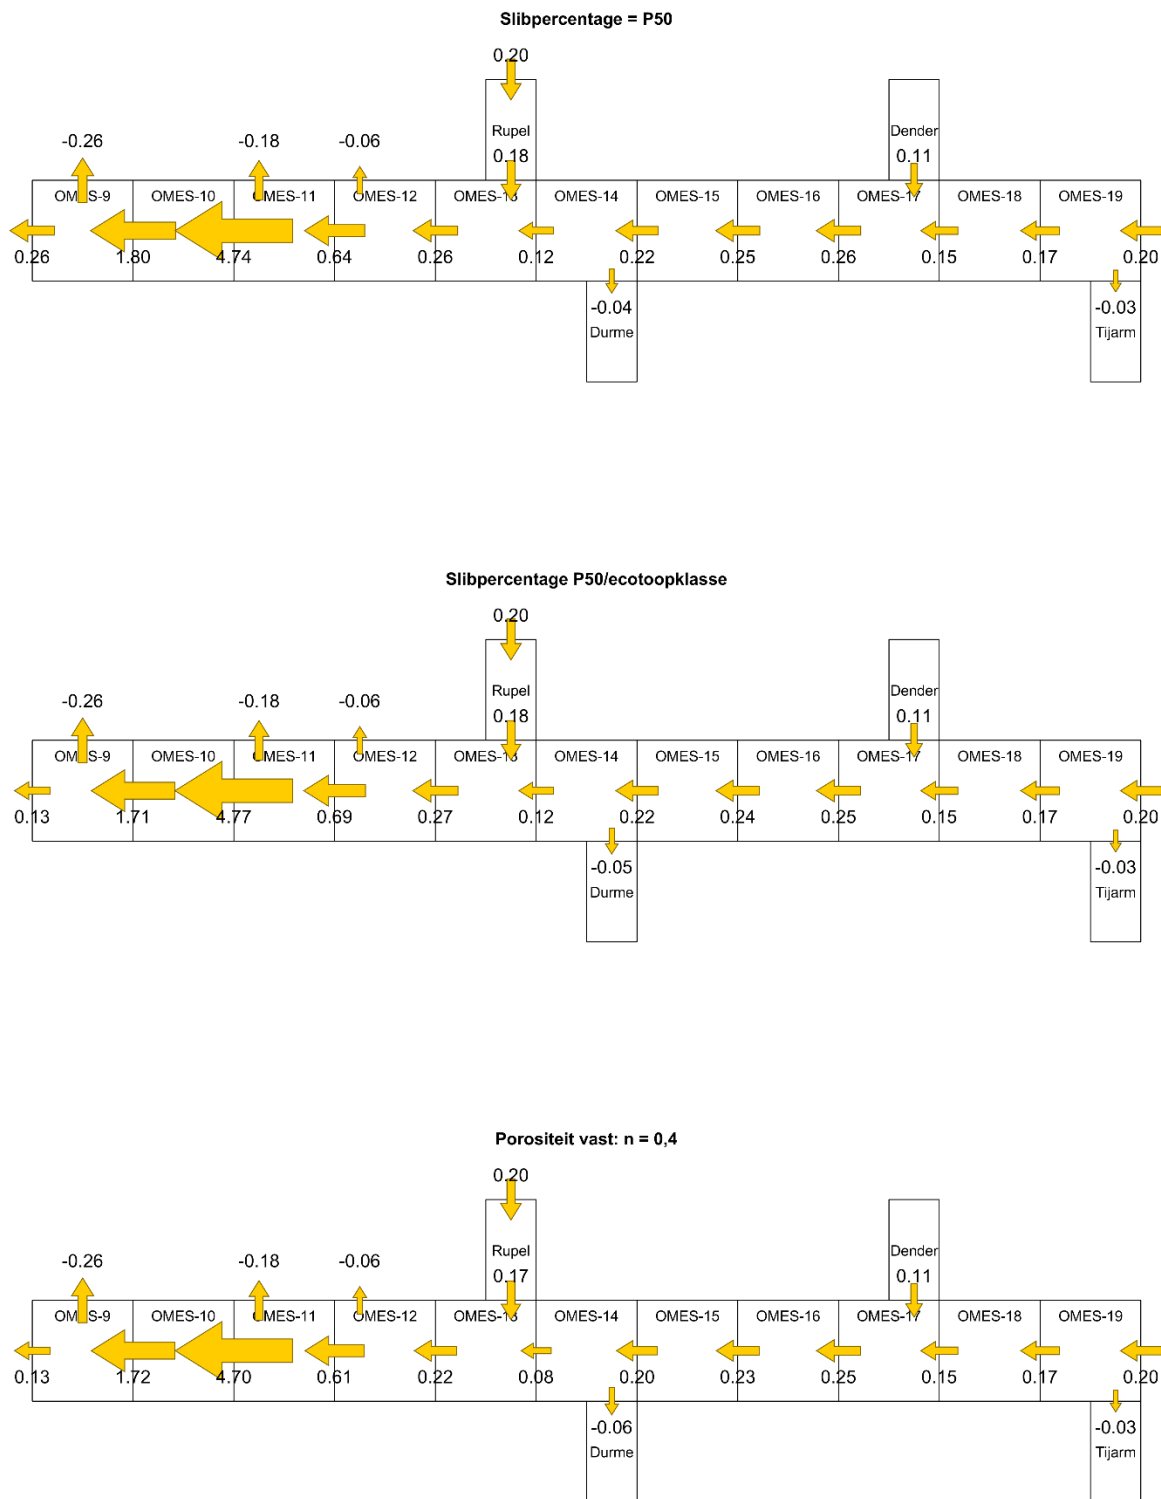 Slibpercentage = P50
0.20
Rupel
0.18
Dender
0.11
-0.26
-0.18
-0.06
OMES-9 OMES-10 OMES-11 OMES-12 OMES-13 OMES-14 OMES-15 OMES-16 OMES-17 OMES-18 OMES-19
0.26 1.80 4.74 0.64 0.26 0.12 0.22 0.25 0.26 0.15 0.17 0.20
-0.04
Durme
-0.03
Tijarm
Slibpercentage P50/ecotoopklasse
0.20
Rupel
0.18
Dender
0.11
-0.26
-0.18
-0.06
OMES-9 OMES-10 OMES-11 OMES-12 OMES-13 OMES-14 OMES-15 OMES-16 OMES-17 OMES-18 OMES-19
0.13 1.71 4.77 0.69 0.27 0.12 0.22 0.24 0.25 0.15 0.17 0.20
-0.05
Durme
-0.03
Tijarm
Porositeit vast: n = 0,4
0.20
Rupel
0.17
Dender
0.11
-0.26
-0.18
-0.06
OMES-9 OMES-10 OMES-11 OMES-12 OMES-13 OMES-14 OMES-15 OMES-16 OMES-17 OMES-18 OMES-19
0.13 1.72 4.70 0.61 0.22 0.08 0.20 0.23 0.25 0.15 0.17 0.20
-0.06
Durme
-0.03
Tijarm